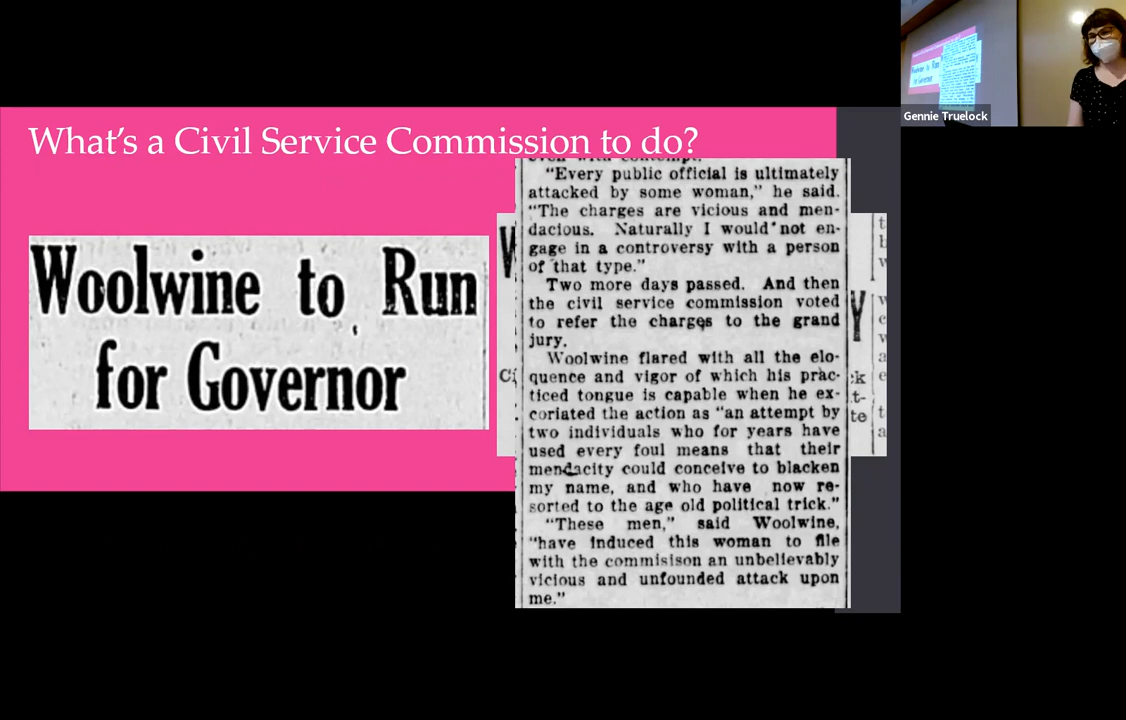 What's a Civil Service Commission to do?
Woolwine to Run
for Governor
even with contempt.
"Every public official is ultimately
attacked by some woman," he said.
"The charges are vicious and men-
dacious. Naturally I would not en-
gage in a controversy with a person
of that type."
Two more days passed. And then
the civil service commission voted
to refer the charges to the grand
jury.
Woolwine flared with all the elo-
quence and vigor of which his prac-
ticed tongue is capable when he ex-
coriated the action as "an attempt by
two individuals who for years have
used every foul means that their
mendacity could conceive to blacken
my name, and who have now re-
sorted to the age old political trick."
"These men," said Woolwine,
"have induced this woman to file
with the commisison an unbelievably
vicious and unfounded attack upon
me."
Gennie Truelock